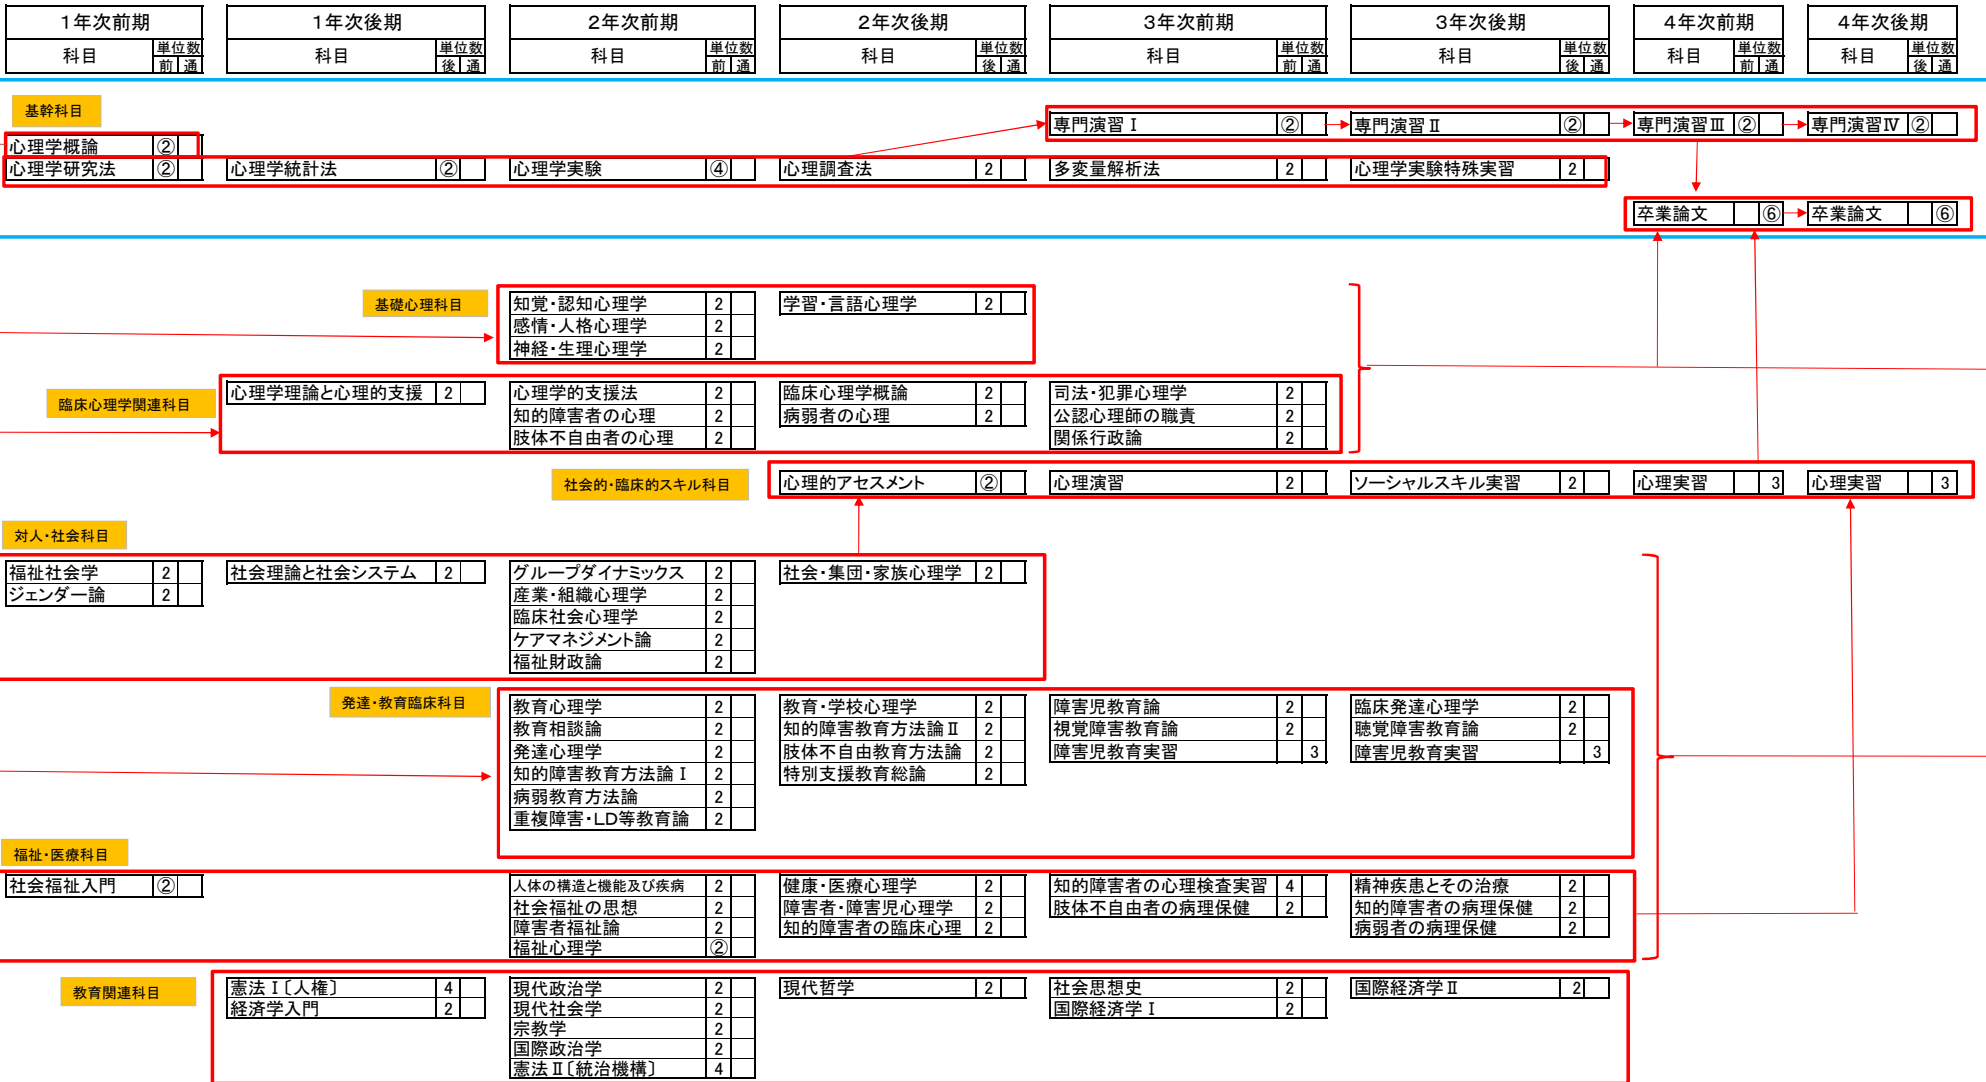 1年次前期 1年次後期 2年次前期 2年次後期 3年次前期 3年次後期 4年次前期 4年次後期
科目 単位数 科目 単位数 科目 単位数 科目 単位数 科目 単位数 科目 単位数 科目 単位数 科目 単位数
前 通 後 通 前 通 後 通 前 通 後 通 前 通 後 通
基幹科目
専門演習Ⅰ ② 専門演習Ⅱ ② 専門演習Ⅲ ② 専門演習Ⅳ ②
心理学概論 ②
心理学研究法 ② 心理学統計法 ② 心理学実験 ④ 心理調査法 2 多変量解析法 2 心理学実験特殊実習 2
卒業論文 ⑥ 卒業論文 ⑥
基礎心理科目 知覚・認知心理学 2 学習・言語心理学 2
感情・人格心理学 2
神経・生理心理学 2
臨床心理学関連科目 心理学理論と心理的支援 2 心理学的支援法 2 臨床心理学概論 2 司法・犯罪心理学 2
知的障害者の心理 2 病弱者の心理 2 公認心理師の職責 2
肢体不自由者の心理 2 関係行政論 2
社会的・臨床的スキル科目 心理的アセスメント ② 心理演習 2 ソーシャルスキル実習 2 心理実習 3 心理実習 3
対人・社会科目
福祉社会学 2 社会理論と社会システム 2 グループダイナミックス 2 社会・集団・家族心理学 2
ジェンダー論 2 産業・組織心理学 2
臨床社会心理学 2
ケアマネジメント論 2
福祉財政論 2
発達・教育臨床科目 教育心理学 2 教育・学校心理学 2 障害児教育論 2 臨床発達心理学 2
教育相談論 2 知的障害教育方法論Ⅱ 2 視覚障害教育論 2 聴覚障害教育論 2
発達心理学 2 肢体不自由教育方法論 2 障害児教育実習 3 障害児教育実習 3
知的障害教育方法論Ⅰ 2 特別支援教育総論 2
病弱教育方法論 2
重複障害・LD等教育論 2
福祉・医療科目
社会福祉入門 ② 人体の構造と機能及び疾病 2 健康・医療心理学 2 知的障害者の心理検査実習 4 精神疾患とその治療 2
社会福祉の思想 2 障害者・障害児心理学 2 肢体不自由者の病理保健 2 知的障害者の病理保健 2
障害者福祉論 2 知的障害者の臨床心理 2 病弱者の病理保健 2
福祉心理学 ②
教育関連科目 憲法Ⅰ〔人権〕 4 現代政治学 2 現代哲学 2 社会思想史 2 国際経済学Ⅱ 2
経済学入門 2 現代社会学 2 国際経済学Ⅰ 2
宗教学 2
国際政治学 2
憲法Ⅱ〔統治機構〕 4